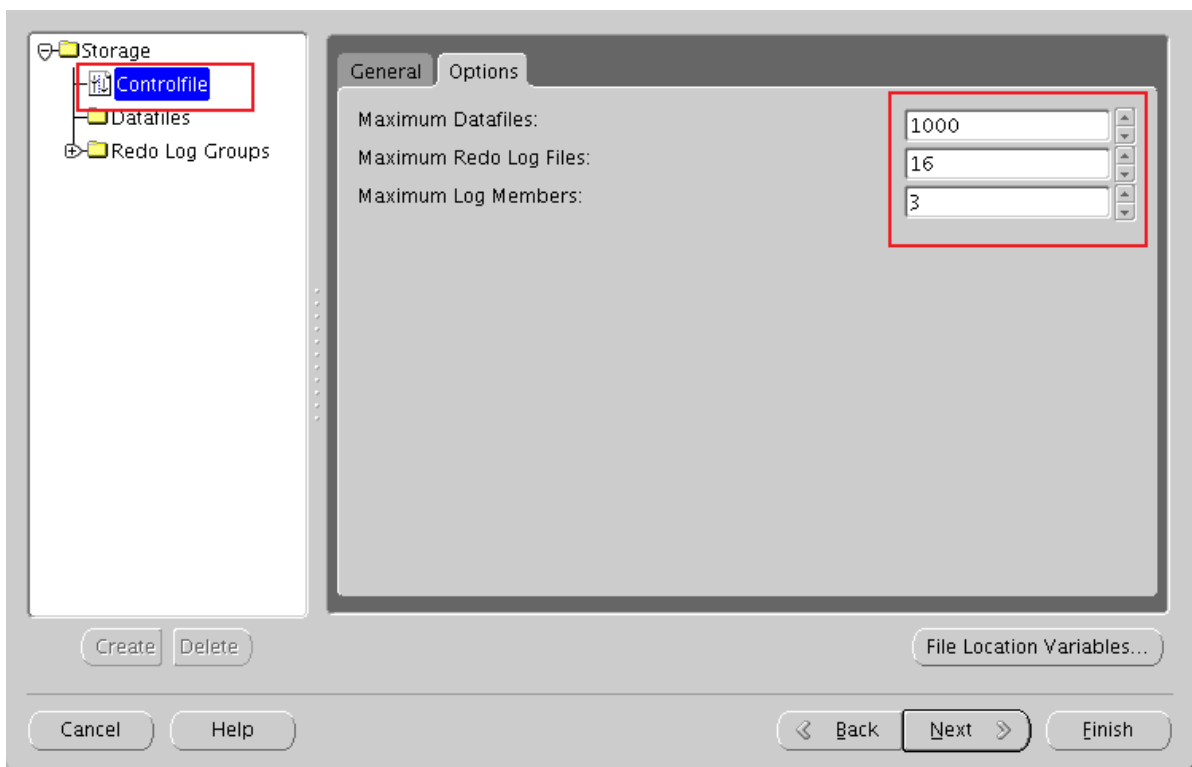 Storage
Controlfile
Datafiles
Redo Log Groups
General Options
Maximum Datafiles: 1000
Maximum Redo Log Files: 16
Maximum Log Members: 3
Create Delete
File Location Variables...
Cancel Help Back Next Finish